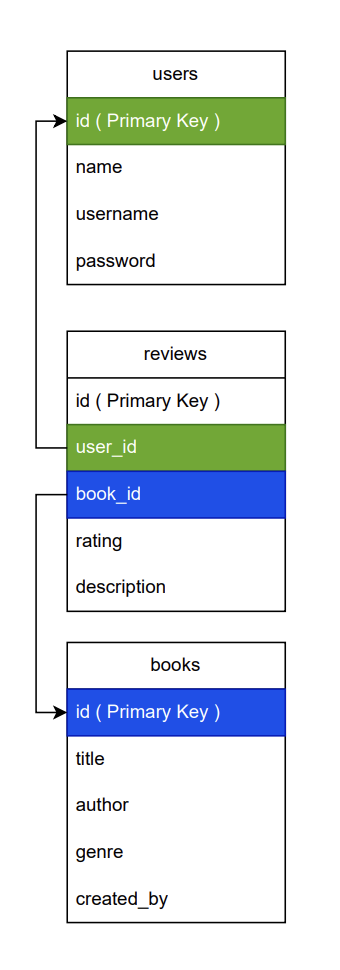 users
id ( Primary Key )
name
username
password
reviews
id ( Primary Key )
user_id
book_id
rating
description
books
id ( Primary Key )
title
author
genre
created_by